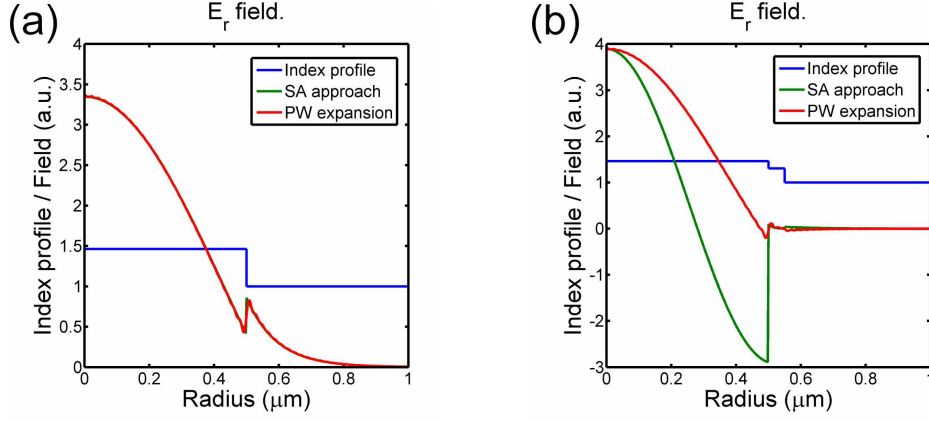 (a)
E_r field.
Index profile / Field (a.u.)
4
3.5
3
2.5
2
1.5
1
0.5
0
Index profile
SA approach
PW expansion
0 0.2 0.4 0.6 0.8 1
Radius (μm)
(b)
E_r field.
Index profile / Field (a.u.)
4
3
2
1
0
-1
-2
-3
Index profile
SA approach
PW expansion
0 0.2 0.4 0.6 0.8 1
Radius (μm)